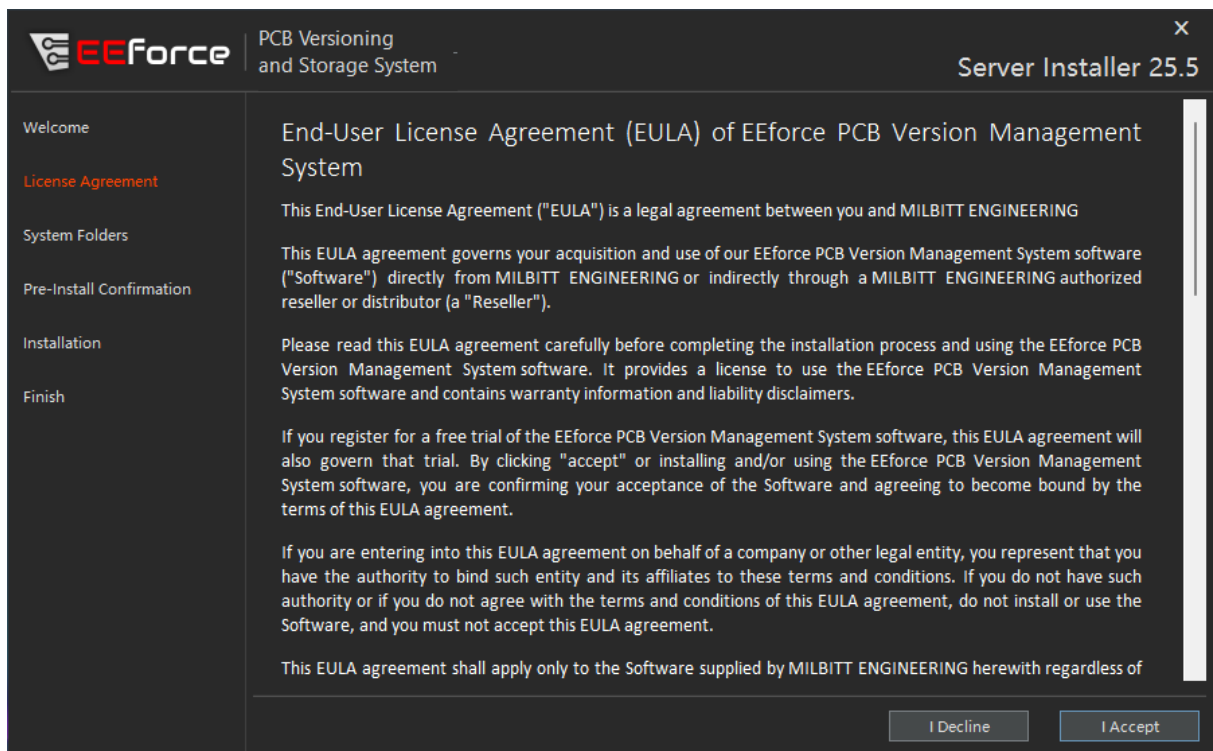 EEforce
PCB Versioning
and Storage System
X
Server Installer 25.5
Welcome
License Agreement
System Folders
Pre-Install Confirmation
Installation
Finish
End-User License Agreement (EULA) of EEforce PCB Version Management
System
This End-User License Agreement ("EULA") is a legal agreement between you and MILBITT ENGINEERING
This EULA agreement governs your acquisition and use of our EEforce PCB Version Management System software
("Software") directly from MILBITT ENGINEERING or indirectly through a MILBITT ENGINEERING authorized
reseller or distributor (a "Reseller").
Please read this EULA agreement carefully before completing the installation process and using the EEforce PCB
Version Management System software. It provides a license to use the EEforce PCB Version Management
System software and contains warranty information and liability disclaimers.
If you register for a free trial of the EEforce PCB Version Management System software, this EULA agreement will
also govern that trial. By clicking "accept" or installing and/or using the EEforce PCB Version Management
System software, you are confirming your acceptance of the Software and agreeing to become bound by the
terms of this EULA agreement.
If you are entering into this EULA agreement on behalf of a company or other legal entity, you represent that you
have the authority to bind such entity and its affiliates to these terms and conditions. If you do not have such
authority or if you do not agree with the terms and conditions of this EULA agreement, do not install or use the
Software, and you must not accept this EULA agreement.
This EULA agreement shall apply only to the Software supplied by MILBITT ENGINEERING herewith regardless of
I Decline
I Accept